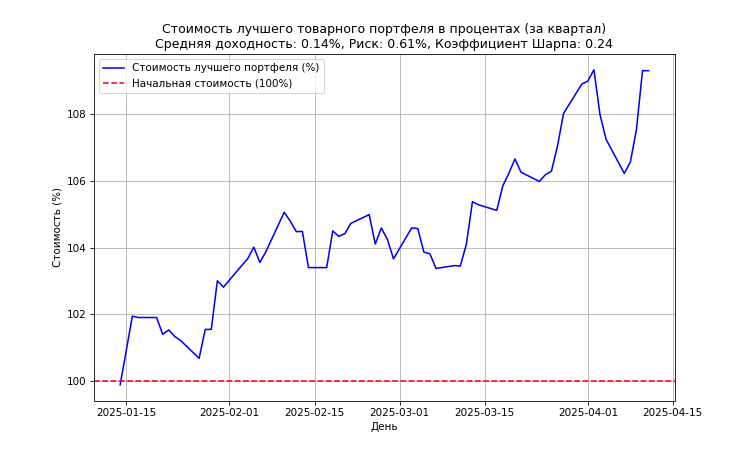 Стоимость лучшего товарного портфеля в процентах (за квартал)
Средняя доходность: 0.14%, Риск: 0.61%, Коэффициент Шарпа: 0.24
Стоимость лучшего портфеля (%)
Начальная стоимость (100%)
Стоимость (%)
108
106
104
102
100
2025-01-15
2025-02-01
2025-02-15
2025-03-01
2025-03-15
2025-04-01
2025-04-15
День